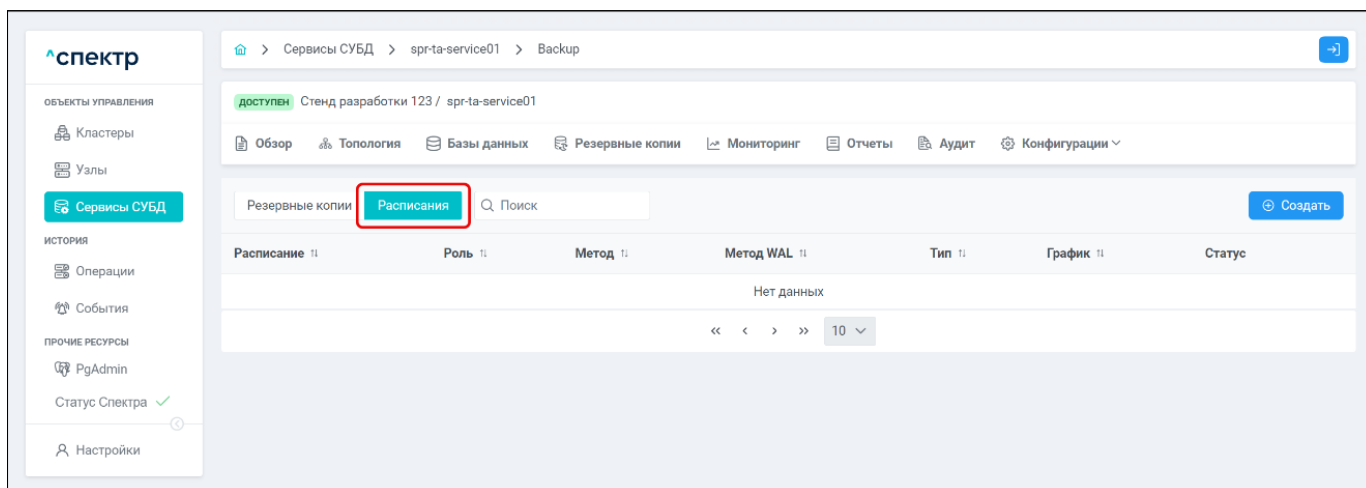 ^спектр
ОБЪЕКТЫ УПРАВЛЕНИЯ
Кластеры
Узлы
Сервисы СУБД
ИСТОРИЯ
Операции
События
ПРОЧИЕ РЕСУРСЫ
PgAdmin
Статус Спектра
Настройки
> Сервисы СУБД > spr-ta-service01 > Backup
ДОСТУПЕН Стенд разработки 123 / spr-ta-service01
Обзор Топология Базы данных Резервные копии Мониторинг Отчеты Аудит Конфигурации
Резервные копии Расписания Поиск Создать
Расписание Роль Метод Метод WAL Тип График Статус
Нет данных
« ‹ › » 10